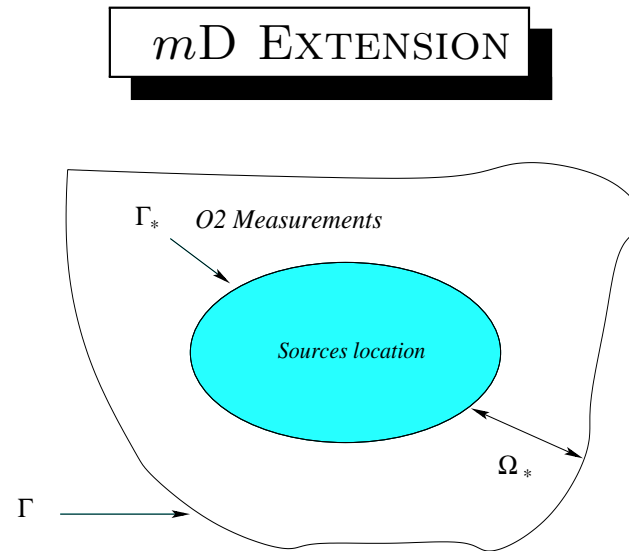 mD EXTENSION
Γ* O2 Measurements
Sources location
Ω*
Γ